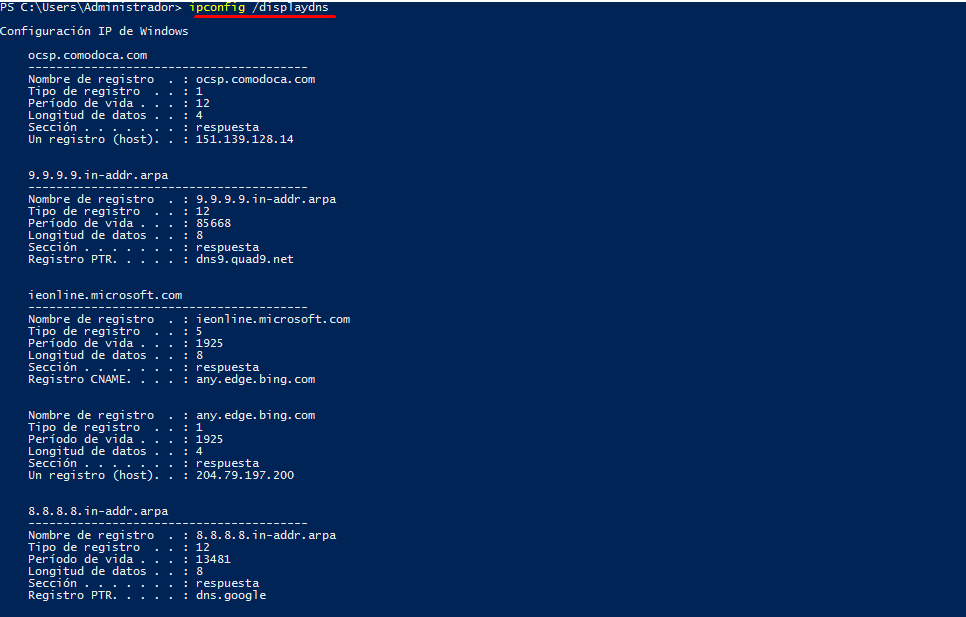 PS C:\Users\Administrador> ipconfig /displaydns
Configuración IP de Windows
ocsp.comodoca.com
----------------------------------------
Nombre de registro  . : ocsp.comodoca.com
Tipo de registro  . . : 1
Período de vida . . . : 12
Longitud de datos . . : 4
Sección . . . . . . . : respuesta
Un registro (host). . : 151.139.128.14
9.9.9.9.in-addr.arpa
----------------------------------------
Nombre de registro  . : 9.9.9.9.in-addr.arpa
Tipo de registro  . . : 12
Período de vida . . . : 85668
Longitud de datos . . : 8
Sección . . . . . . . : respuesta
Registro PTR. . . . . : dns9.quad9.net
ieonline.microsoft.com
----------------------------------------
Nombre de registro  . : ieonline.microsoft.com
Tipo de registro  . . : 5
Período de vida . . . : 1925
Longitud de datos . . : 8
Sección . . . . . . . : respuesta
Registro CNAME. . . . : any.edge.bing.com
Nombre de registro  . : any.edge.bing.com
Tipo de registro  . . : 1
Período de vida . . . : 1925
Longitud de datos . . : 4
Sección . . . . . . . : respuesta
Un registro (host). . : 204.79.197.200
8.8.8.8.in-addr.arpa
----------------------------------------
Nombre de registro  . : 8.8.8.8.in-addr.arpa
Tipo de registro  . . : 12
Período de vida . . . : 13481
Longitud de datos . . : 8
Sección . . . . . . . : respuesta
Registro PTR. . . . . : dns.google